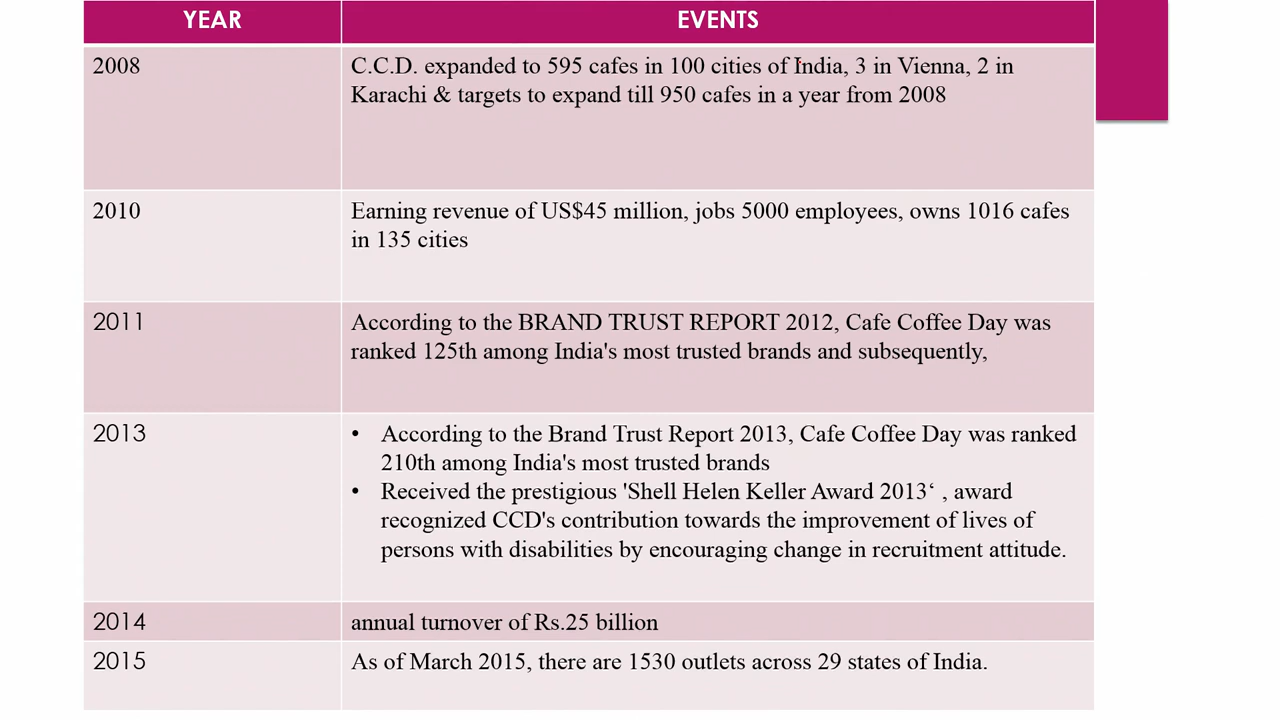 YEAR EVENTS
2008 C.C.D. expanded to 595 cafes in 100 cities of India, 3 in Vienna, 2 in
Karachi & targets to expand till 950 cafes in a year from 2008
2010 Earning revenue of US$45 million, jobs 5000 employees, owns 1016 cafes
in 135 cities
2011 According to the BRAND TRUST REPORT 2012, Cafe Coffee Day was
ranked 125th among India's most trusted brands and subsequently,
2013 • According to the Brand Trust Report 2013, Cafe Coffee Day was ranked
210th among India's most trusted brands
• Received the prestigious 'Shell Helen Keller Award 2013‘ , award
recognized CCD's contribution towards the improvement of lives of
persons with disabilities by encouraging change in recruitment attitude.
2014 annual turnover of Rs.25 billion
2015 As of March 2015, there are 1530 outlets across 29 states of India.